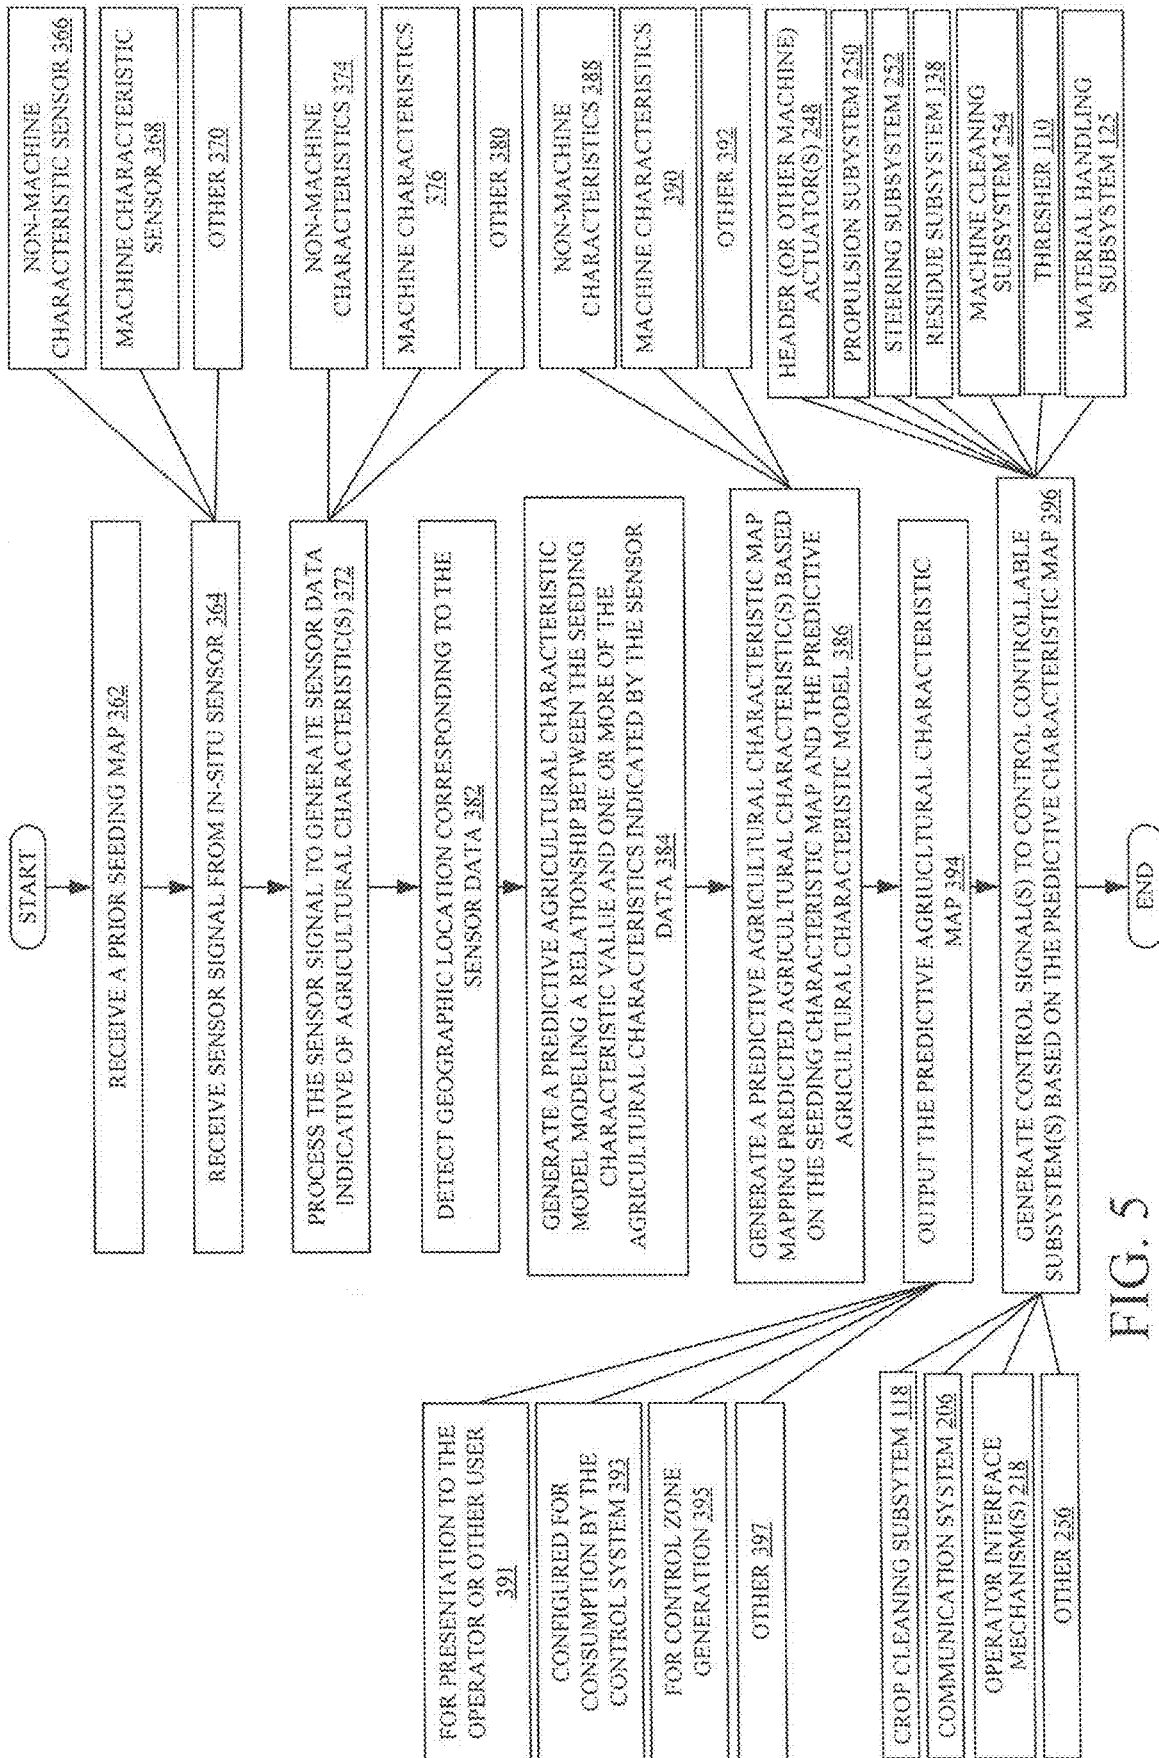 START
RECEIVE A PRIOR SEEDING MAP 362
RECEIVE SENSOR SIGNAL FROM IN-SITU SENSOR 364
NON-MACHINE
CHARACTERISTIC SENSOR 366
MACHINE CHARACTERISTIC
SENSOR 368
OTHER 370
PROCESS THE SENSOR SIGNAL TO GENERATE SENSOR DATA
INDICATIVE OF AGRICULTURAL CHARACTERISTIC(S) 372
NON-MACHINE
CHARACTERISTICS 374
MACHINE CHARACTERISTICS
376
OTHER 380
DETECT GEOGRAPHIC LOCATION CORRESPONDING TO THE
SENSOR DATA 382
GENERATE A PREDICTIVE AGRICULTURAL CHARACTERISTIC
MODEL MODELING A RELATIONSHIP BETWEEN THE SEEDING
CHARACTERISTIC VALUE AND ONE OR MORE OF THE
AGRICULTURAL CHARACTERISTICS INDICATED BY THE SENSOR
DATA 384
GENERATE A PREDICTIVE AGRICULTURAL CHARACTERISTIC MAP
MAPPING PREDICTED AGRICULTURAL CHARACTERISTIC(S) BASED
ON THE SEEDING CHARACTERISTIC MAP AND THE PREDICTIVE
AGRICULTURAL CHARACTERISTIC MODEL 386
NON-MACHINE
CHARACTERISTICS 388
MACHINE CHARACTERISTICS
390
OTHER 392
OUTPUT THE PREDICTIVE AGRIUCLTURAL CHARACTERISTIC
MAP 394
FOR PRESENTATION TO THE
OPERATOR OR OTHER USER
391
CONFIGURED FOR
CONSUMPTION BY THE
CONTROL SYSTEM 393
FOR CONTROL ZONE
GENERATION 395
OTHER 397
GENERATE CONTROL SIGNAL(S) TO CONTROL CONTROLLABLE
SUBSYSTEM(S) BASED ON THE PREDICTIVE CHARACTERISTIC MAP 396
HEADER (OR OTHER MACHINE)
ACTUATOR(S) 248
PROPULSION SUBSYSTEM 250
STEERING SUBSYSTEM 252
RESIDUE SUBSYSTEM 138
MACHINE CLEANING
SUBSYSTEM 254
THRESHER 110
MATERIAL HANDLING
SUBSYSTEM 125
CROP CLEANING SUBSYTEM 118
COMMUNICATION SYSTEM 206
OPERATOR INTERFACE
MECHANISM(S) 218
OTHER 256
END
FIG. 5